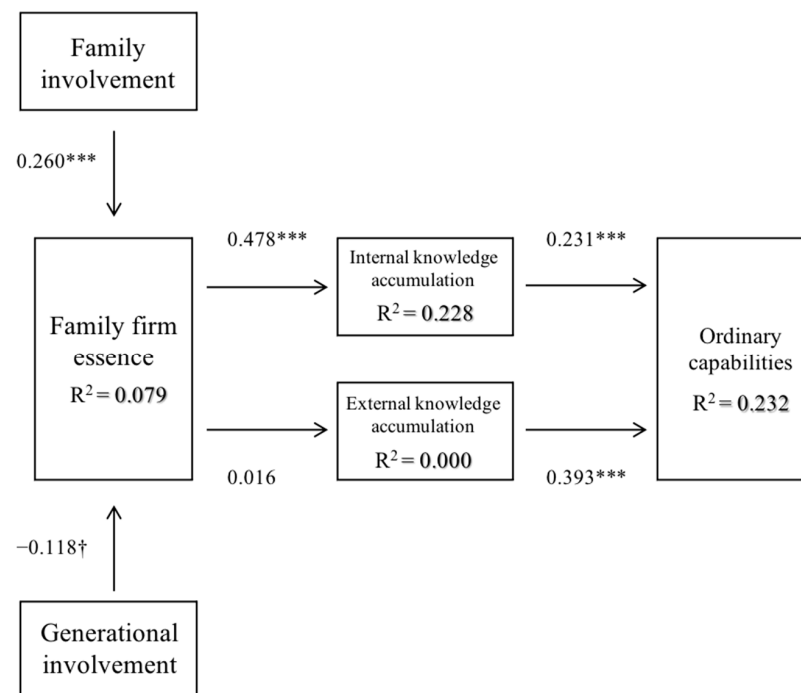 Family
involvement
0.260***
0.478***
0.231***
Internal knowledge
accumulation
R² = 0.228
Family firm
essence
R² = 0.079
Ordinary
capabilities
R² = 0.232
External knowledge
accumulation
R² = 0.000
0.016
0.393***
−0.118†
Generational
involvement